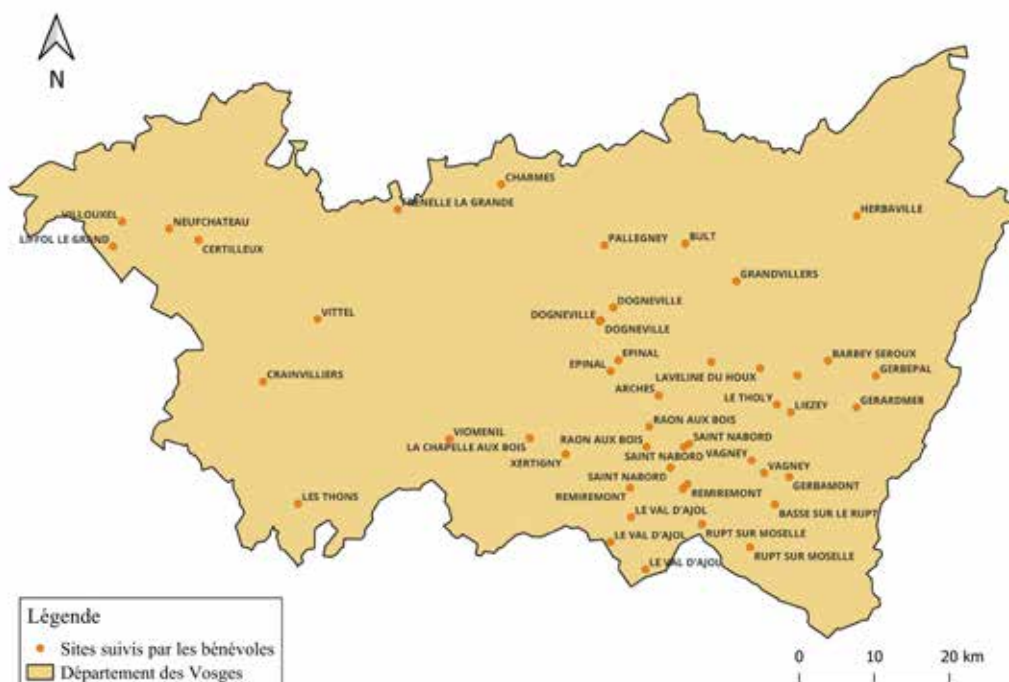 N
CHARMES
FRENELLE LA GRANDE
HERBAVILLE
VILLOUXEL
NEUFCHATEAU
LIFFOL LE GRAND
CERTILLEUX
PALLEGNEY
BULT
GRANDVILLERS
DOGNEVILLE
VITTEL
DOGNEVILLE
DOGNEVILLE
EPINAL
BARBEY SEROUX
EPINAL
LAVELINE DU HOUX
GERBEPAL
CRAINVILLIERS
ARCHES
LE THOLY
LIEZEY
GERARDMER
RAON AUX BOIS
VIOMENIL
RAON AUX BOIS
SAINT NABORD
LA CHAPELLE AUX BOIS
SAINT NABORD
VAGNEY
XERTIGNY
VAGNEY
SAINT NABORD
GERBAMONT
REMIREMONT
REMIREMONT
LES THONS
LE VAL D'AJOL
BASSE SUR LE RUPT
RUPT SUR MOSELLE
LE VAL D'AJOL
RUPT SUR MOSELLE
LE VAL D'AJOL
Légende
Sites suivis par les bénévoles
Département des Vosges
0 10 20 km